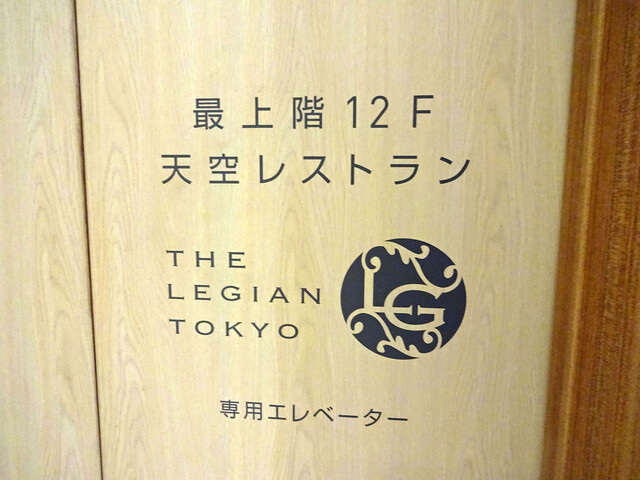 最上階 12F
天空レストラン
THE
LEGIAN
TOKYO
LG
専用エレベーター